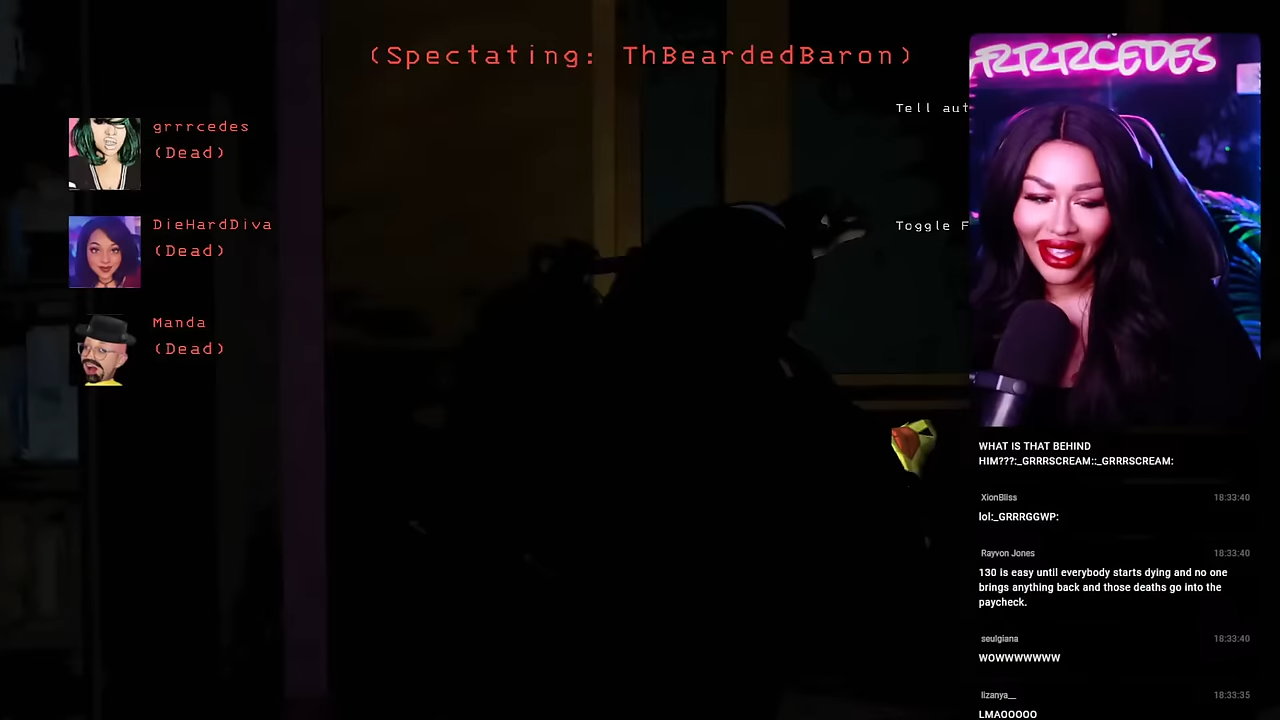 (Spectating: ThBeardedBaron)
grrrcedes
(Dead)
DieHardDiva
(Dead)
Manda
(Dead)
Tell aut
Toggle F
RRRCEDES
WHAT IS THAT BEHIND
HIM???:_GRRRSCREAM::_GRRRSCREAM:
XionBliss 18:33:40
lol:_GRRRGGWP:
Rayvon Jones 18:33:40
130 is easy until everybody starts dying and no one
brings anything back and those deaths go into the
paycheck.
seulgiana 18:33:40
WOWWWWWWW
lizanya__ 18:33:35
LMAOOOOO